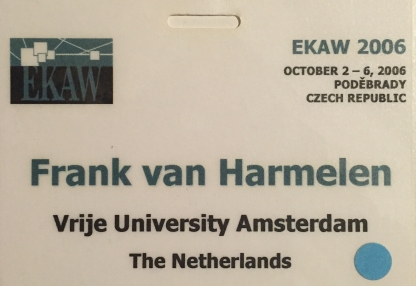 EKAW
EKAW 2006
OCTOBER 2 – 6, 2006
PODĚBRADY
CZECH REPUBLIC
Frank van Harmelen
Vrije University Amsterdam
The Netherlands